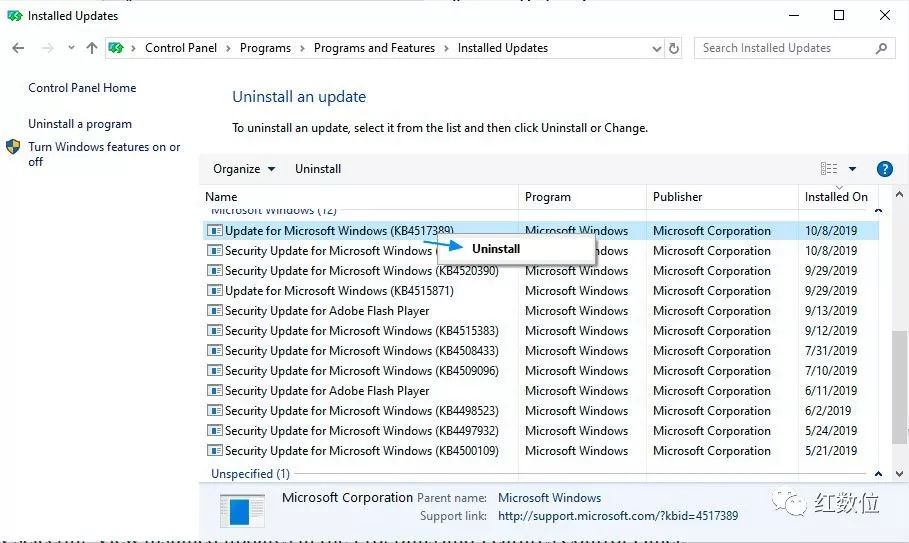 Installed Updates
Control Panel > Programs > Programs and Features > Installed Updates
Search Installed Updates
Control Panel Home
Uninstall a program
Turn Windows features on or
off
Uninstall an update
To uninstall an update, select it from the list and then click Uninstall or Change.
Organize Uninstall
Name Program Publisher Installed On
Microsoft Windows (12)
Update for Microsoft Windows (KB4517389) Microsoft Windows Microsoft Corporation 10/8/2019
Uninstall
Security Update for Microsoft Windows Microsoft Windows Microsoft Corporation 10/8/2019
Security Update for Microsoft Windows (KB4520390) Microsoft Windows Microsoft Corporation 9/29/2019
Update for Microsoft Windows (KB4515871) Microsoft Windows Microsoft Corporation 9/29/2019
Security Update for Adobe Flash Player Microsoft Windows Microsoft Corporation 9/13/2019
Security Update for Microsoft Windows (KB4515383) Microsoft Windows Microsoft Corporation 9/12/2019
Security Update for Microsoft Windows (KB4508433) Microsoft Windows Microsoft Corporation 7/31/2019
Security Update for Microsoft Windows (KB4509096) Microsoft Windows Microsoft Corporation 7/10/2019
Security Update for Adobe Flash Player Microsoft Windows Microsoft Corporation 6/11/2019
Security Update for Microsoft Windows (KB4498523) Microsoft Windows Microsoft Corporation 6/2/2019
Security Update for Microsoft Windows (KB4497932) Microsoft Windows Microsoft Corporation 5/24/2019
Security Update for Microsoft Windows (KB4500109) Microsoft Windows Microsoft Corporation 5/21/2019
Unspecified (1)
Microsoft Corporation Parent name: Microsoft Windows
Support link: http://support.microsoft.com/?kbid=4517389
红数位